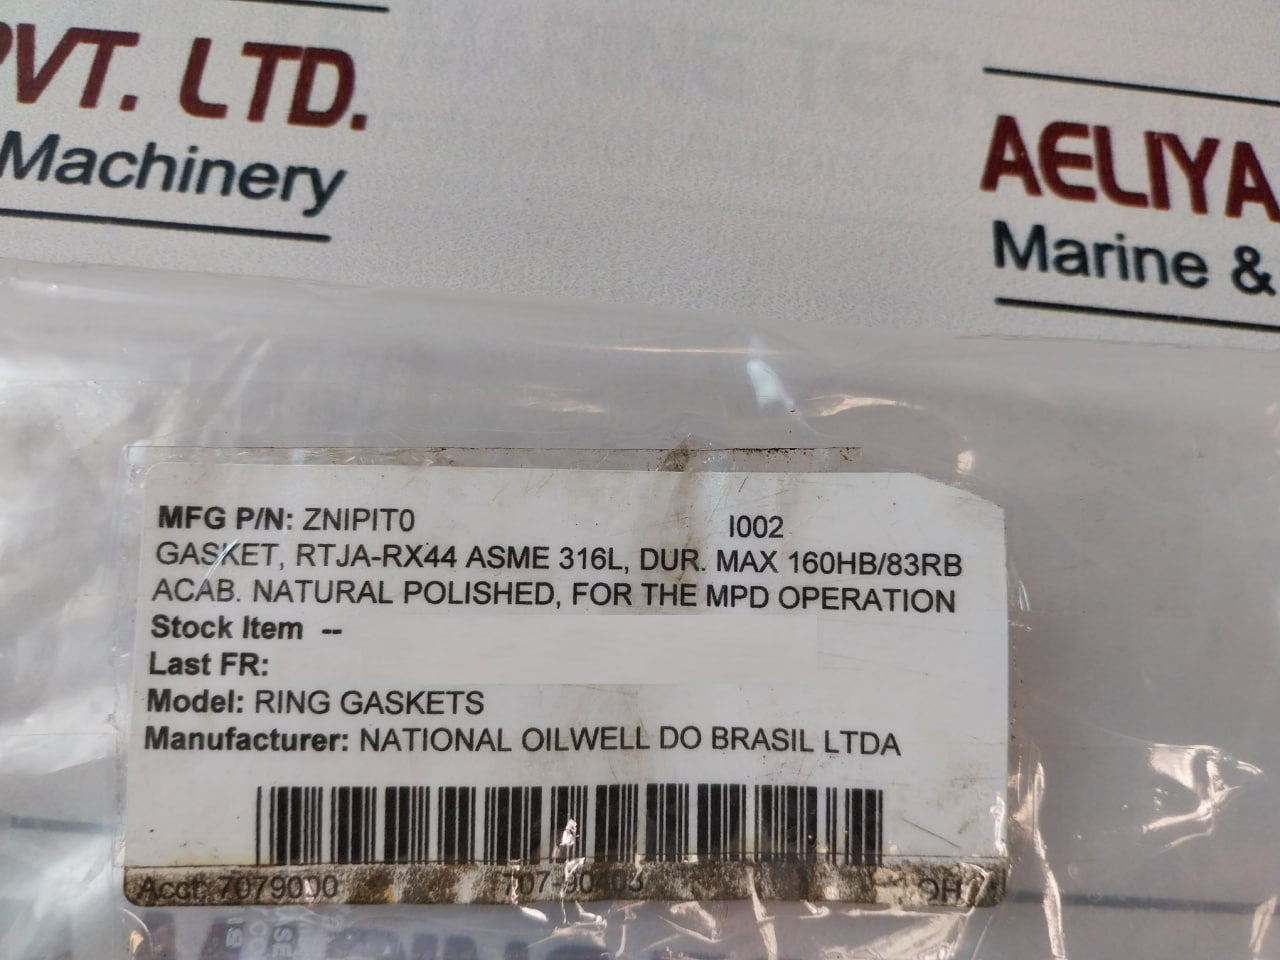 PVT. LTD.
Machinery
AELIYA
Marine &
MFG P/N: ZNIPIT0 I002
GASKET, RTJA-RX44 ASME 316L, DUR. MAX 160HB/83RB
ACAB. NATURAL POLISHED, FOR THE MPD OPERATION
Stock Item --
Last FR:
Model: RING GASKETS
Manufacturer: NATIONAL OILWELL DO BRASIL LTDA
Acct: 7079000